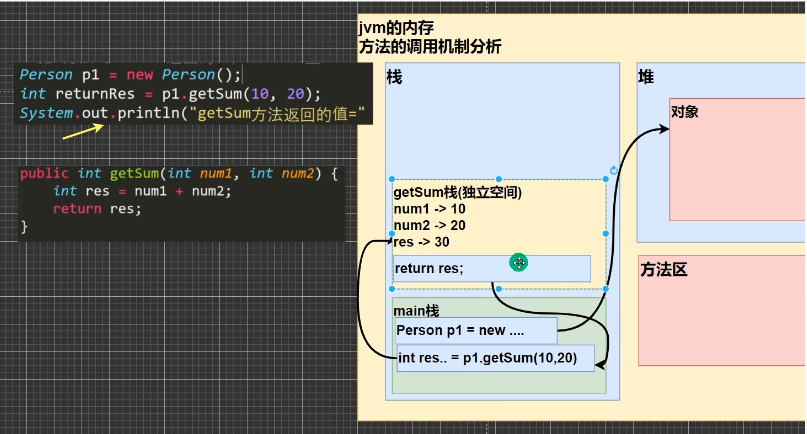 Person p1 = new Person();
int returnRes = p1.getSum(10, 20);
System.out.println("getSum方法返回的值="
public int getSum(int num1, int num2) {
int res = num1 + num2;
return res;
}
jvm的内存
方法的调用机制分析
栈
getSum栈(独立空间)
num1 -> 10
num2 -> 20
res -> 30
return res;
main栈
Person p1 = new ....
int res.. = p1.getSum(10,20)
堆
对象
方法区